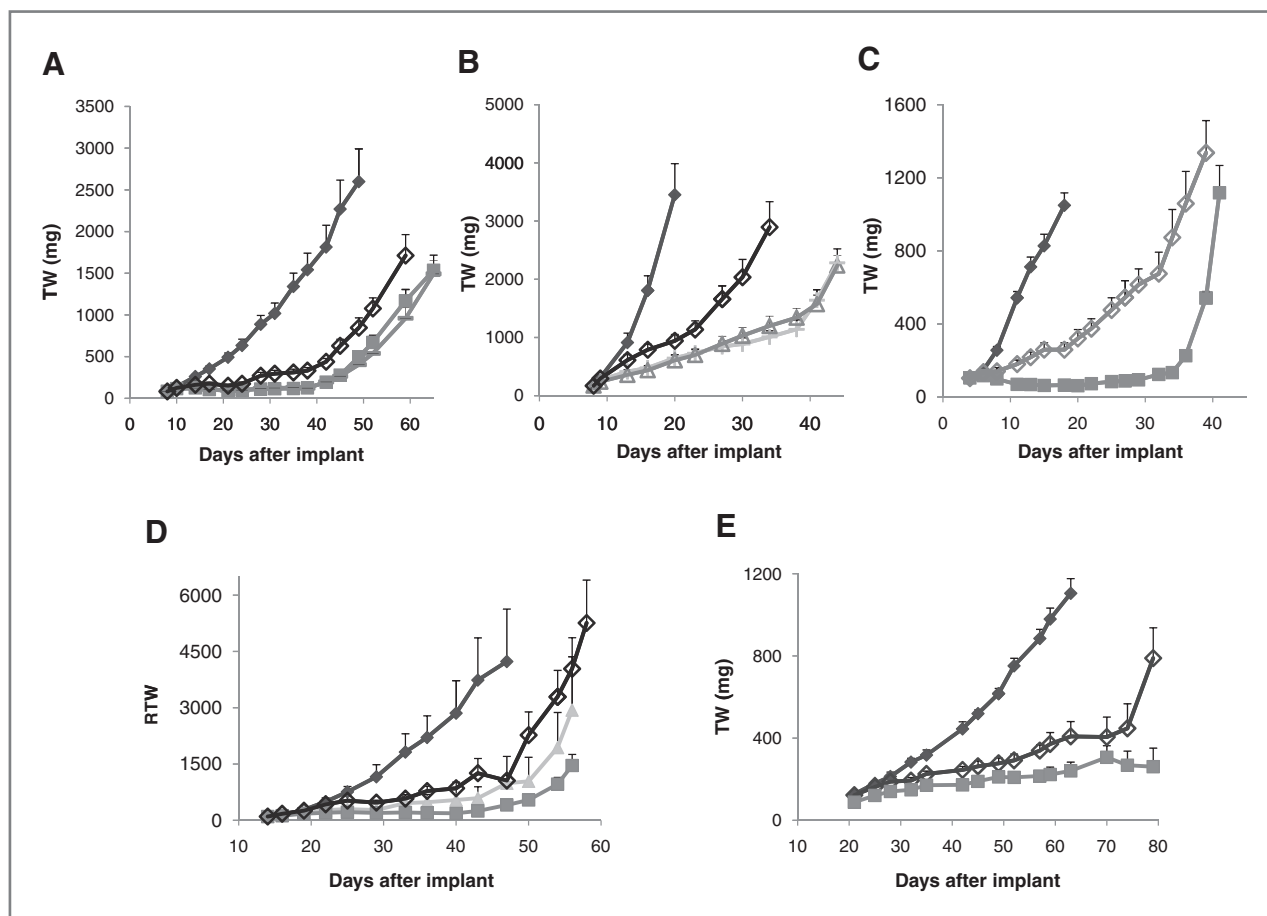 A
TW (mg)
3500
3000
2500
2000
1500
1000
500
0
0 10 20 30 40 50 60
Days after implant
B
TW (mg)
5000
4000
3000
2000
1000
0
0 10 20 30 40
Days after implant
C
TW (mg)
1600
1200
800
400
0
0 10 20 30 40
Days after implant
D
RTW
6000
4500
3000
1500
0
10 20 30 40 50 60
Days after implant
E
TW (mg)
1200
800
400
0
10 20 30 40 50 60 70 80
Days after implant